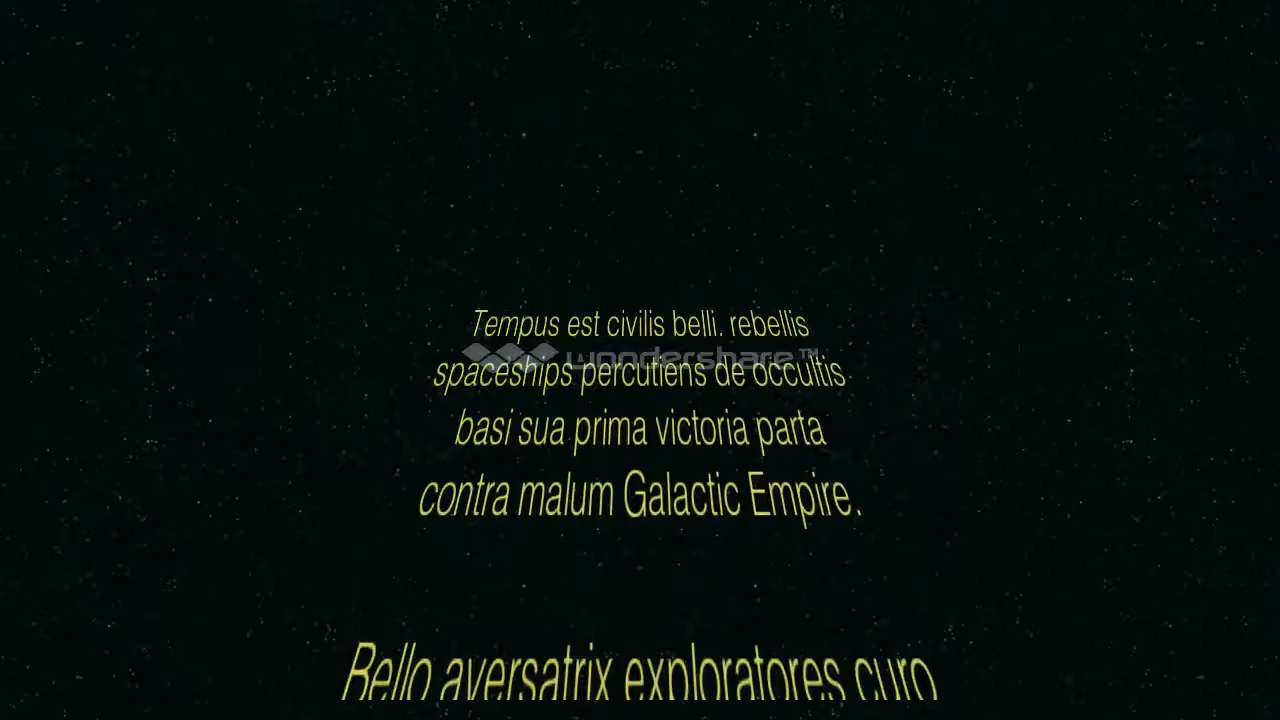 Tempus est civilis belli. rebellis
wondershare™
spaceships percutiens de occultis
basi sua prima victoria parta
contra malum Galactic Empire.
Bello aversatrix exploratores curo